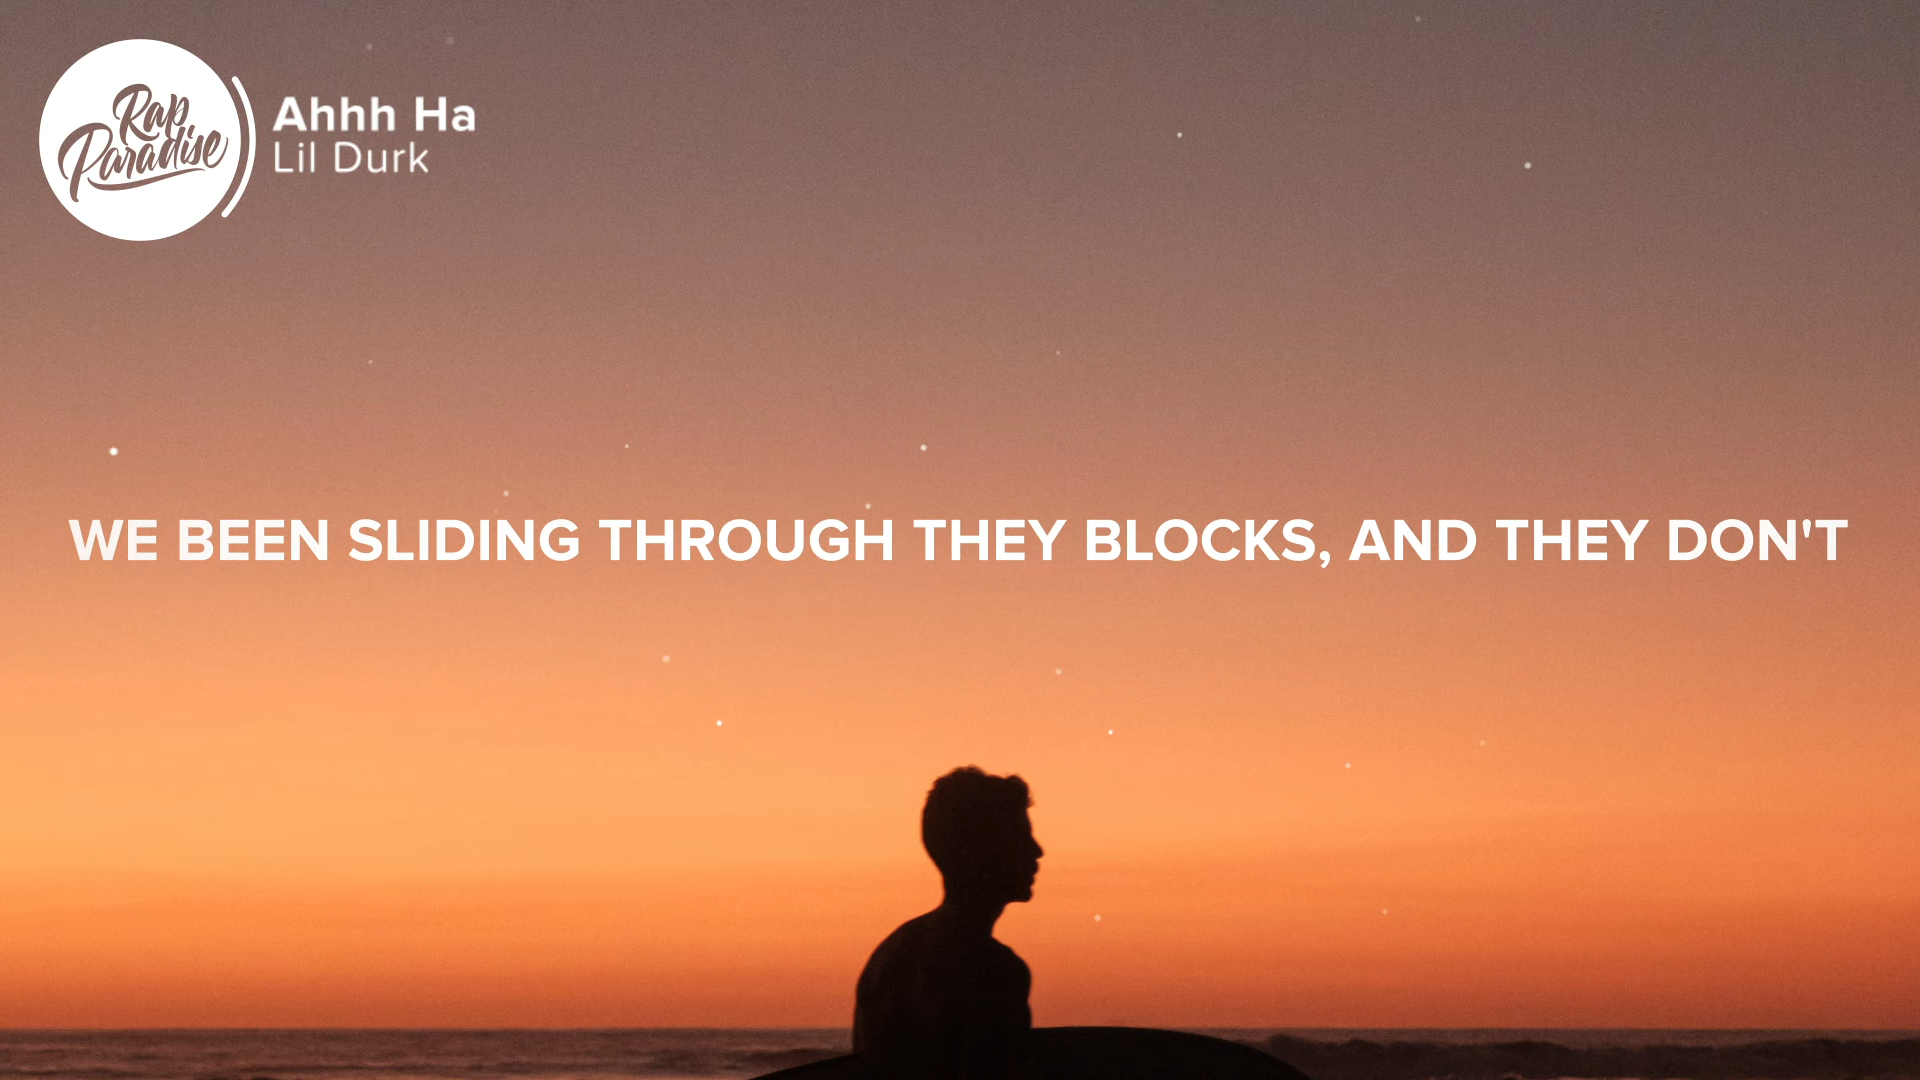 Rap
Paradise
Ahhh Ha
Lil Durk
WE BEEN SLIDING THROUGH THEY BLOCKS, AND THEY DON'T